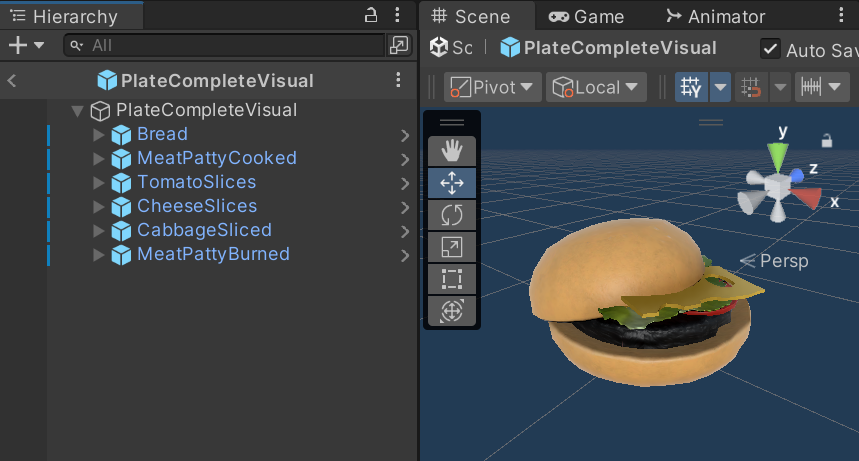 Hierarchy
All
PlateCompleteVisual
PlateCompleteVisual
Bread
MeatPattyCooked
TomatoSlices
CheeseSlices
CabbageSliced
MeatPattyBurned
Scene Game Animator
Sc PlateCompleteVisual Auto Sav
Pivot Local
y
z
x
Persp